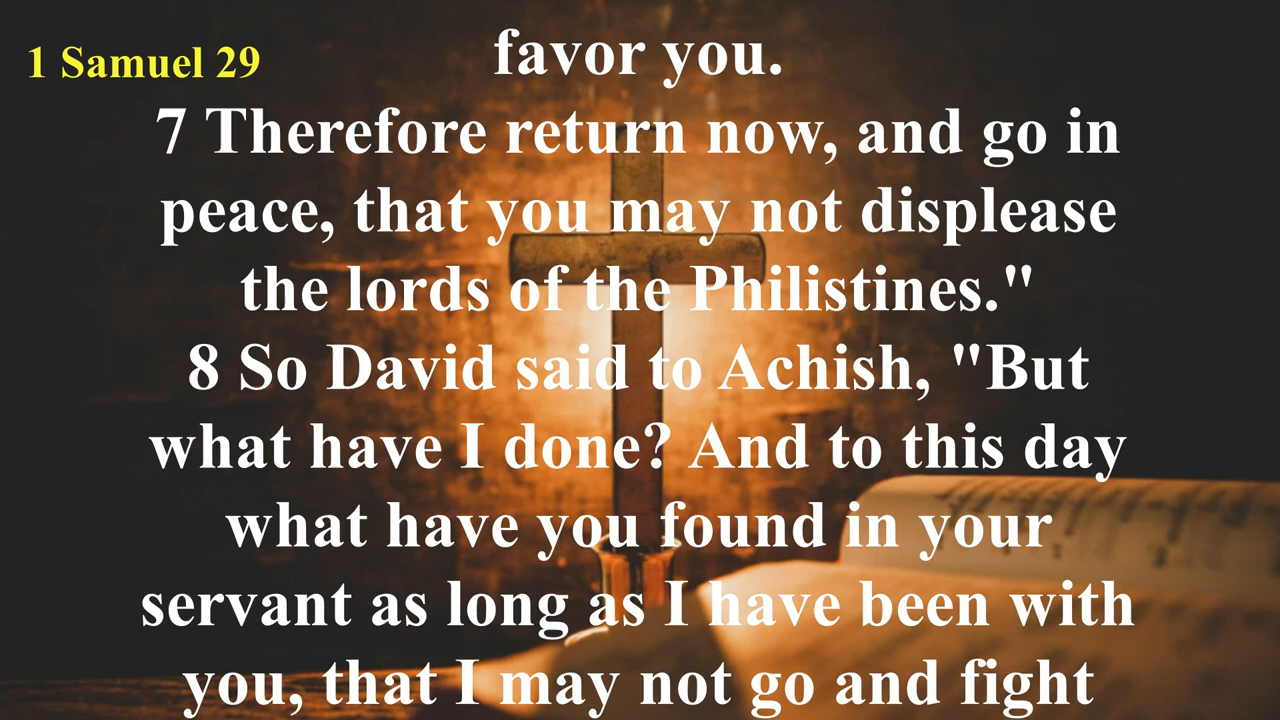 1 Samuel 29
favor you.
7 Therefore return now, and go in
peace, that you may not displease
the lords of the Philistines."
8 So David said to Achish, "But
what have I done? And to this day
what have you found in your
servant as long as I have been with
you, that I may not go and fight